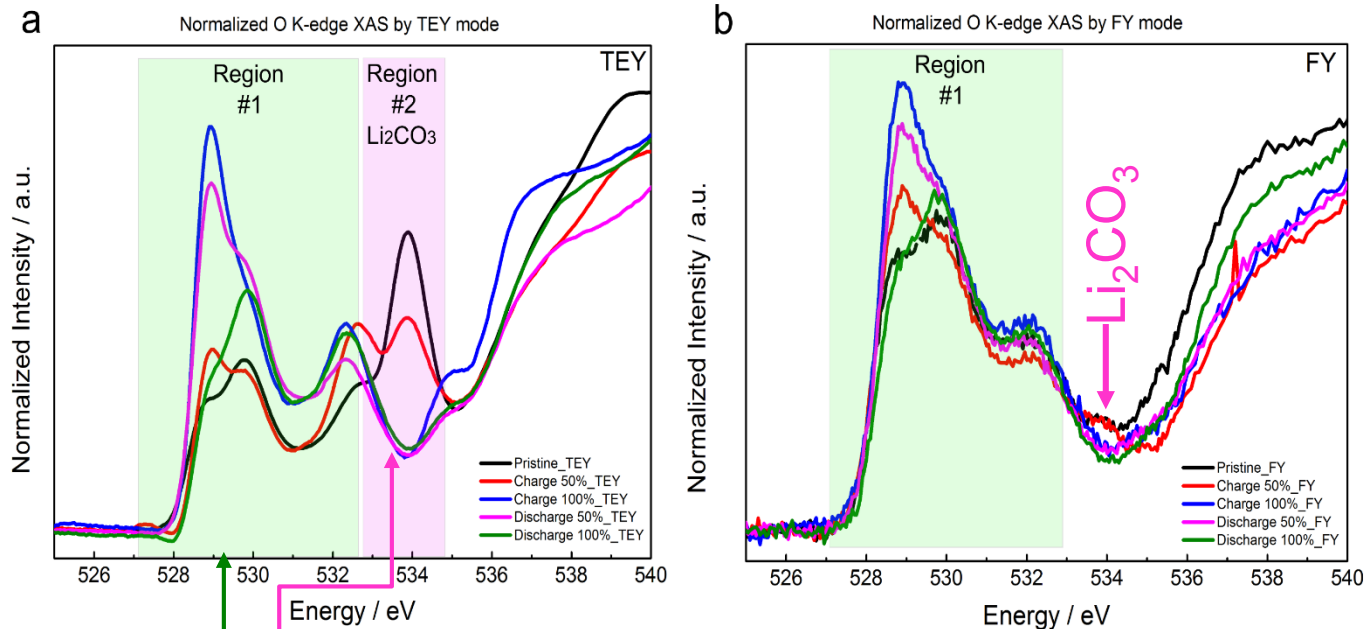 a
Normalized O K-edge XAS by TEY mode
Region
#1
Region
#2
Li2CO3
TEY
Normalized Intensity / a.u.
Pristine_TEY
Charge 50%_TEY
Charge 100%_TEY
Discharge 50%_TEY
Discharge 100%_TEY
526 528 530 532 534 536 538 540
Energy / eV
b
Normalized O K-edge XAS by FY mode
Region
#1
FY
Li2CO3
Normalized Intensity / a.u.
Pristine_FY
Charge 50%_FY
Charge 100%_FY
Discharge 50%_FY
Discharge 100%_FY
526 528 530 532 534 536 538 540
Energy / eV